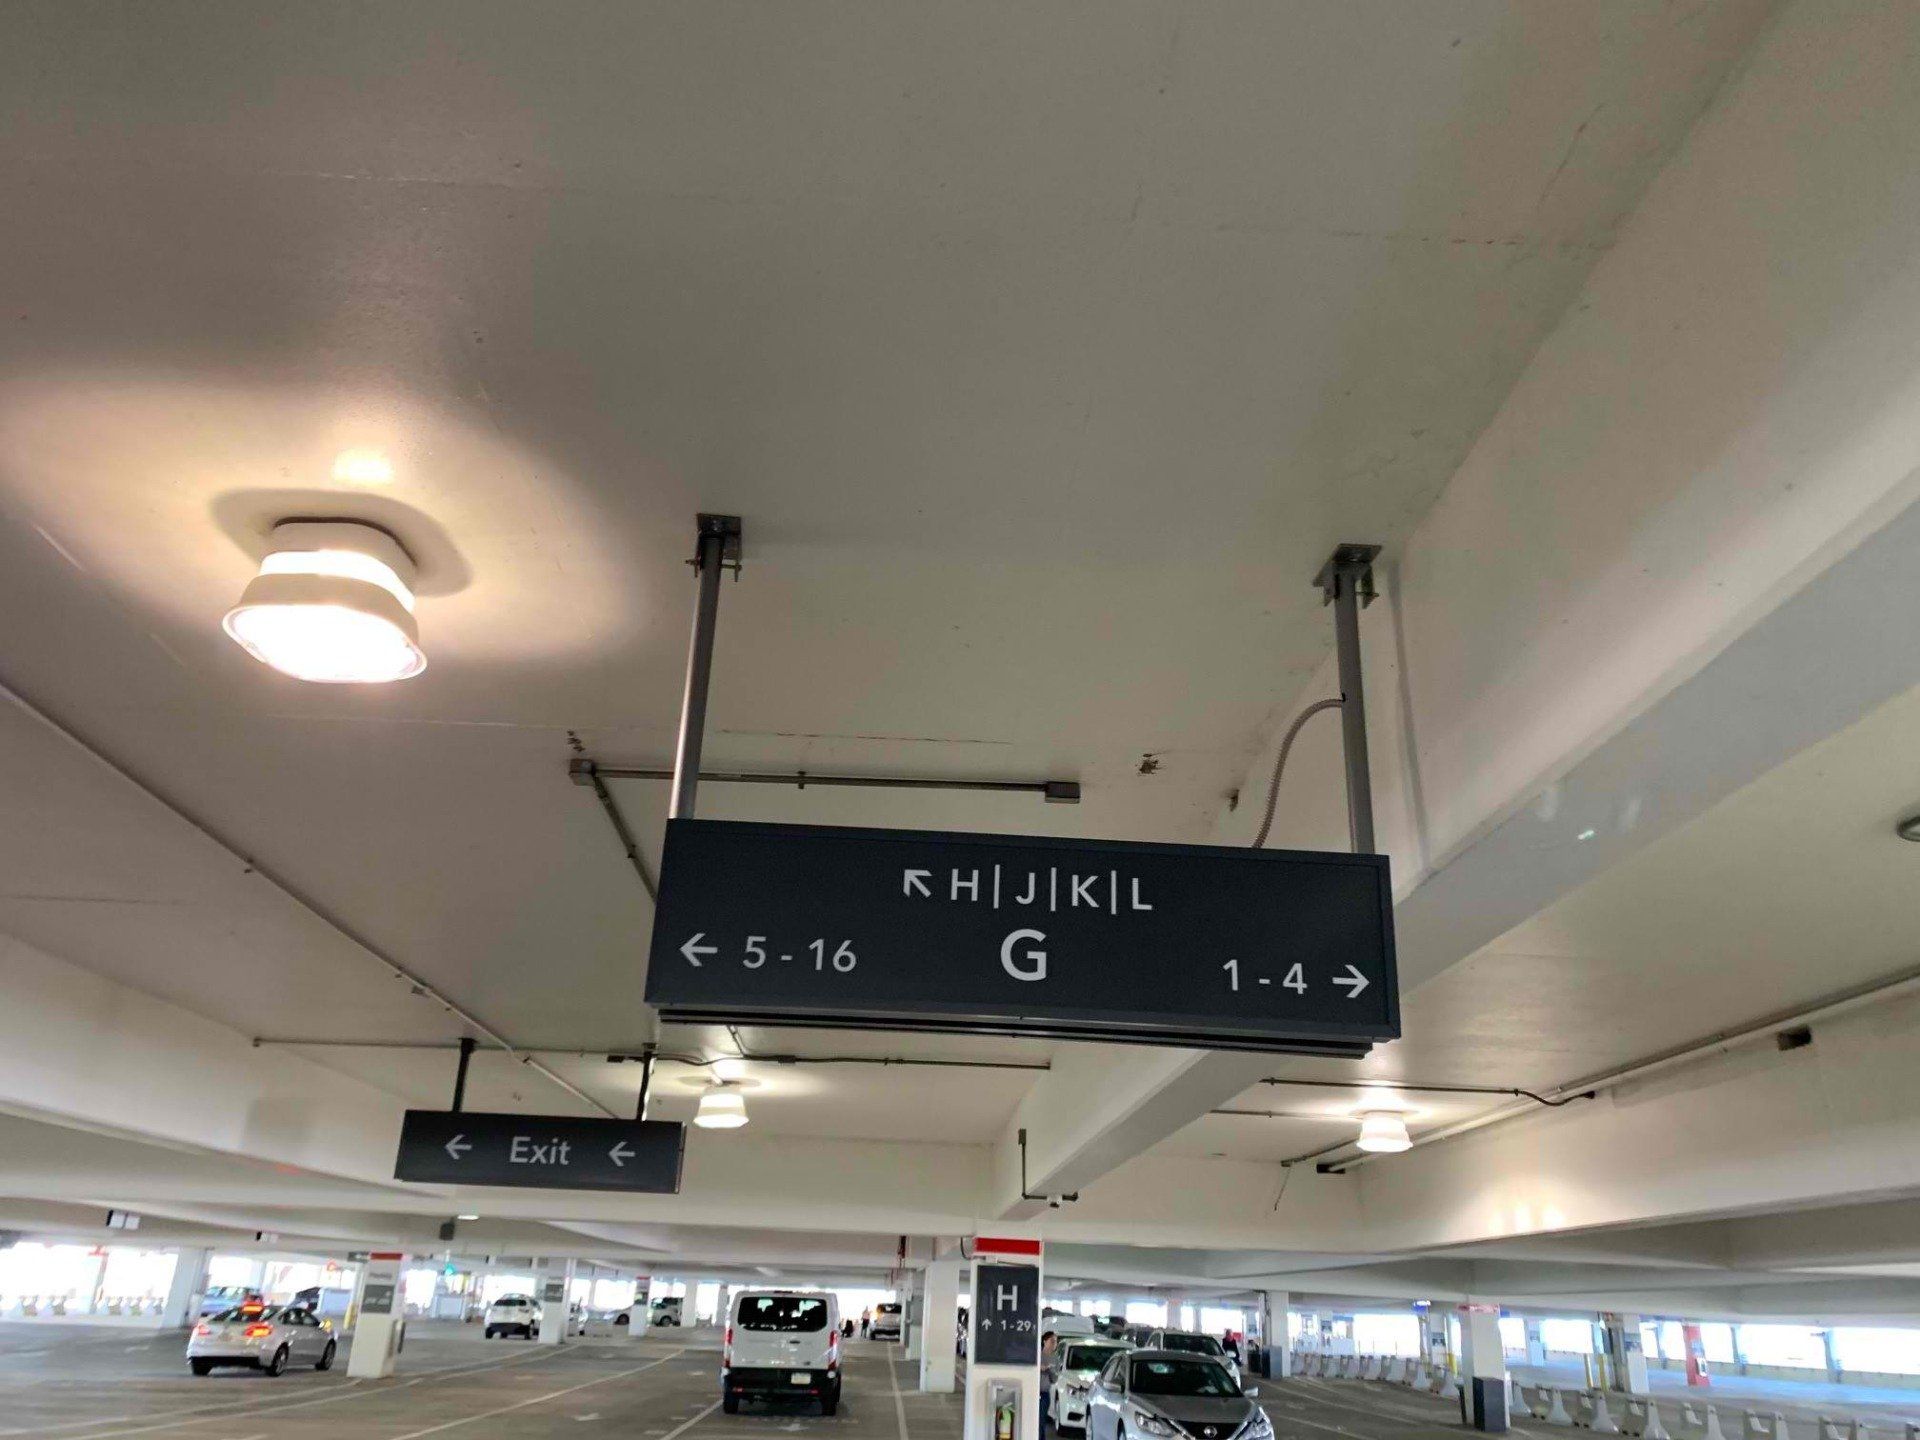 ↖ H|J|K|L
← 5 - 16 G 1 - 4 →
← Exit ←
H
↑ 1-29